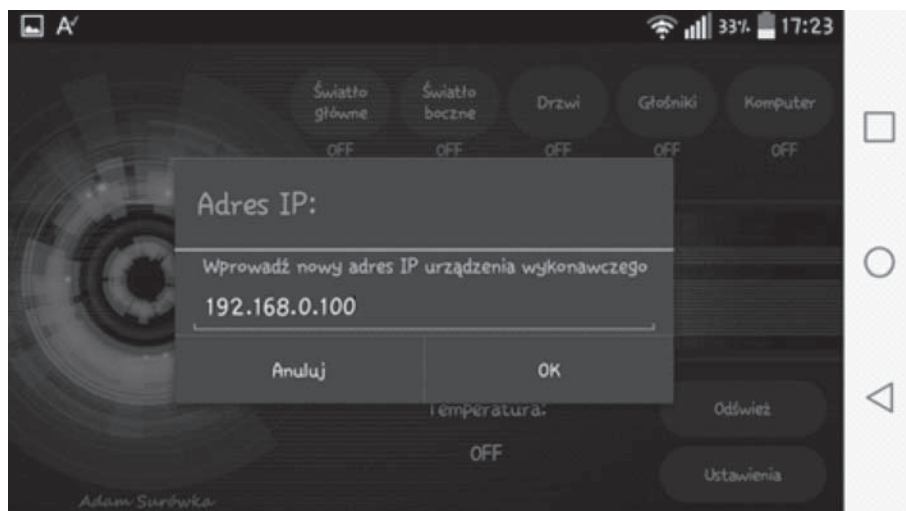 33% 17:23
Światło główne
Światło boczne
Drzwi
Głośniki
Komputer
OFF OFF OFF OFF OFF
Adres IP:
Wprowadź nowy adres IP urządzenia wykonawczego
192.168.0.100
Anuluj OK
Temperatura:
OFF
Odśwież
Ustawienia
Adam Surówka